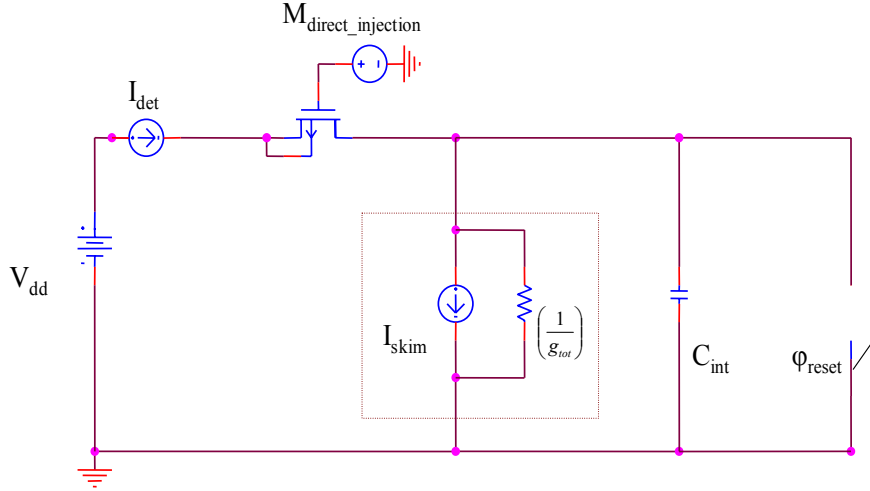 M_direct_injection
I_det
V_dd
I_skim
(1/g_tot)
C_int
φ_reset